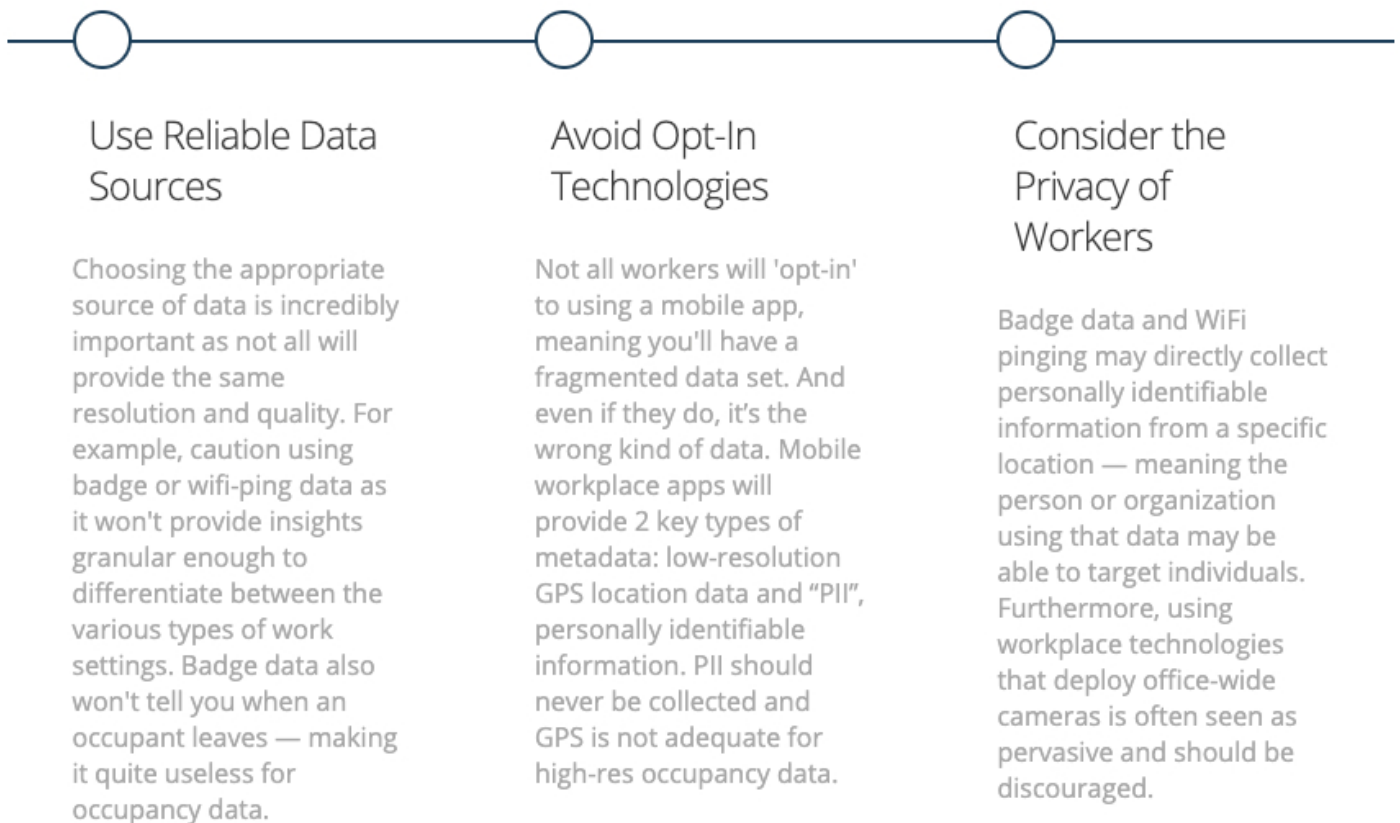 Use Reliable Data
Sources
Choosing the appropriate
source of data is incredibly
important as not all will
provide the same
resolution and quality. For
example, caution using
badge or wifi-ping data as
it won't provide insights
granular enough to
differentiate between the
various types of work
settings. Badge data also
won't tell you when an
occupant leaves — making
it quite useless for
occupancy data.
Avoid Opt-In
Technologies
Not all workers will 'opt-in'
to using a mobile app,
meaning you'll have a
fragmented data set. And
even if they do, it’s the
wrong kind of data. Mobile
workplace apps will
provide 2 key types of
metadata: low-resolution
GPS location data and “PII”,
personally identifiable
information. PII should
never be collected and
GPS is not adequate for
high-res occupancy data.
Consider the
Privacy of
Workers
Badge data and WiFi
pinging may directly collect
personally identifiable
information from a specific
location — meaning the
person or organization
using that data may be
able to target individuals.
Furthermore, using
workplace technologies
that deploy office-wide
cameras is often seen as
pervasive and should be
discouraged.